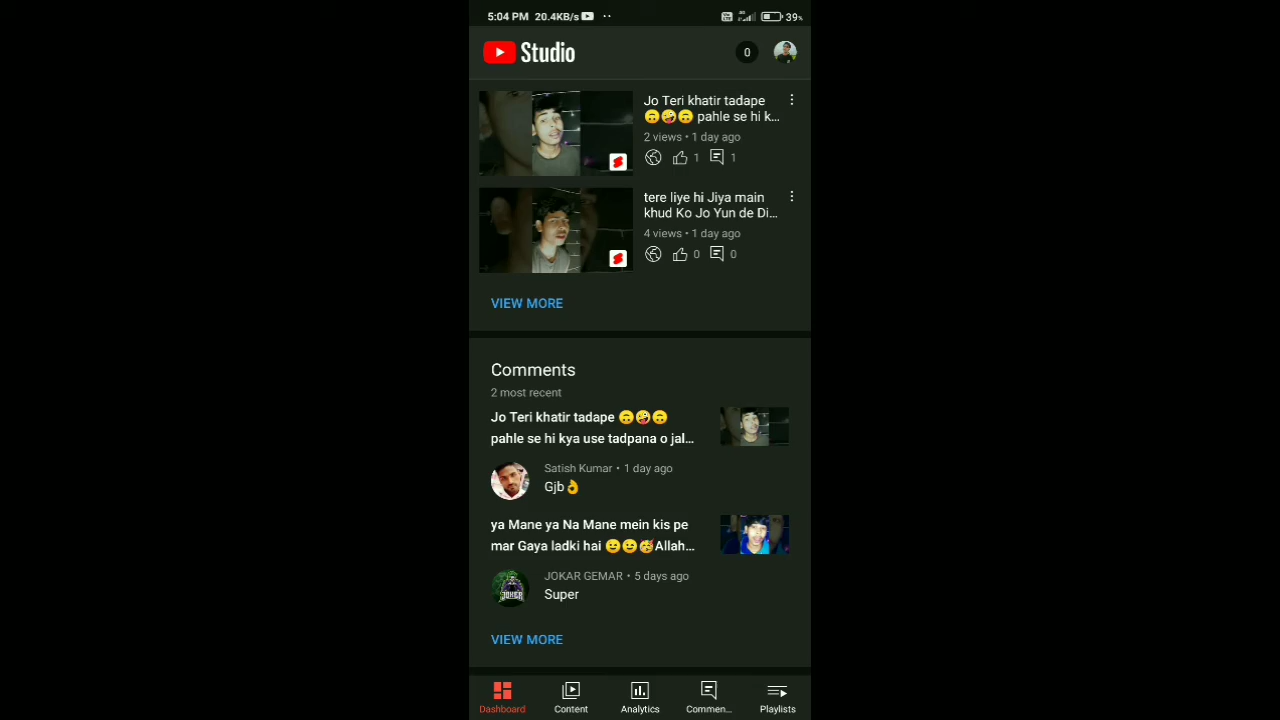 5:04 PM 20.4KB/s ·· 39%
Studio
0
Jo Teri khatir tadape
🙃🤪🙃 pahle se hi k...
2 views • 1 day ago
1 1
tere liye hi Jiya main
khud Ko Jo Yun de Di...
4 views • 1 day ago
0 0
VIEW MORE
Comments
2 most recent
Jo Teri khatir tadape 🙃🤪🙃
pahle se hi kya use tadpana o jal...
Satish Kumar • 1 day ago
Gjb👌
ya Mane ya Na Mane mein kis pe
mar Gaya ladki hai 😉😉🥳Allah...
JOKAR GEMAR • 5 days ago
Super
VIEW MORE
Dashboard Content Analytics Commen... Playlists